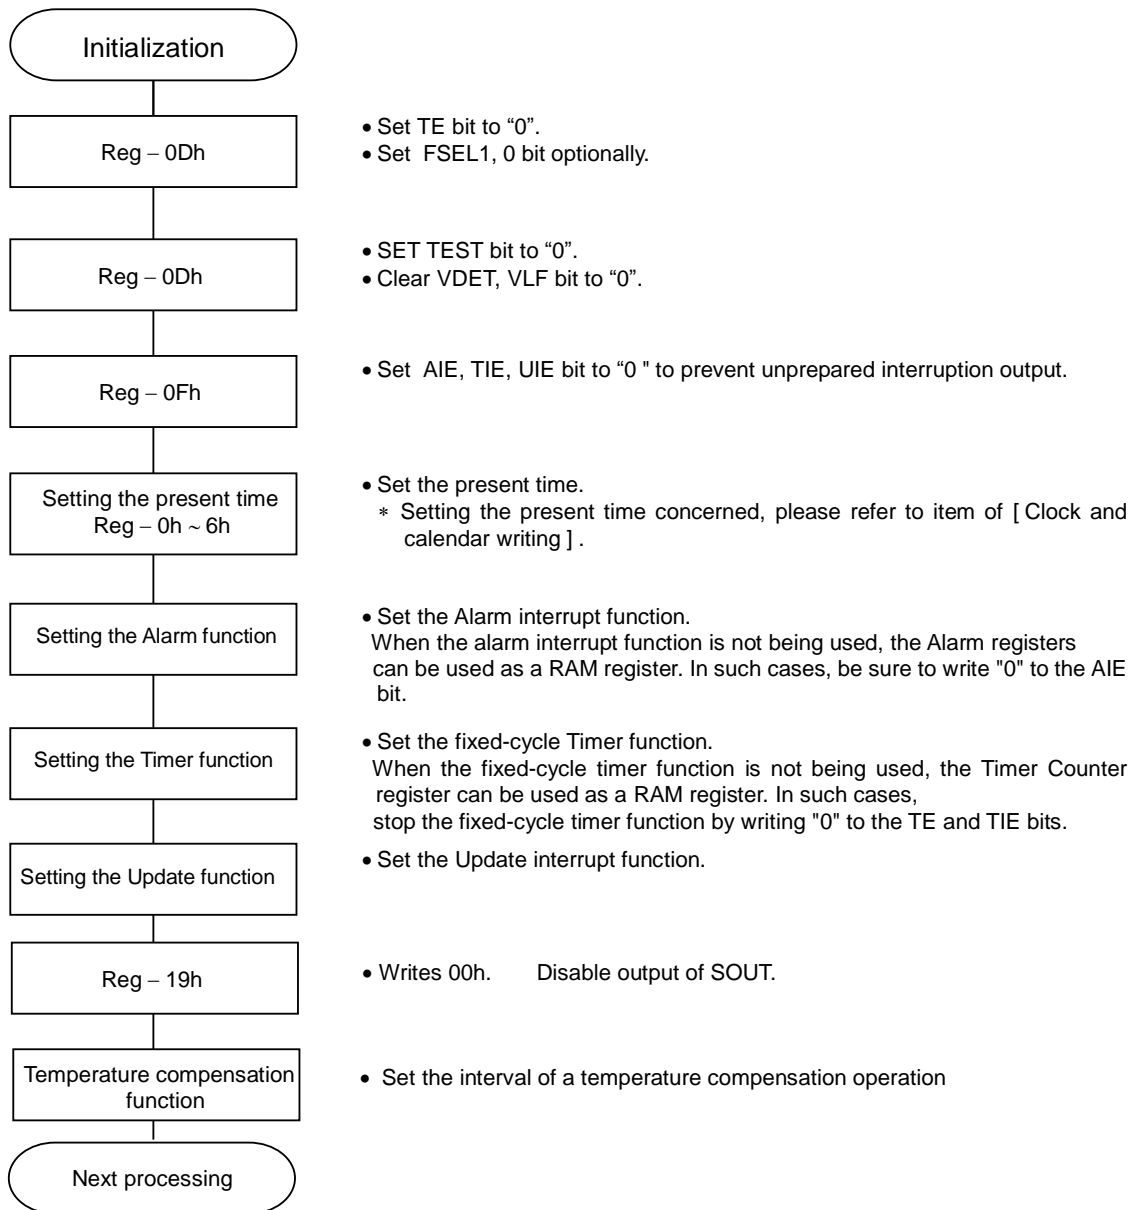 Initialization
Reg – 0Dh
• Set TE bit to “0”.
• Set FSEL1, 0 bit optionally.
Reg – 0Dh
• SET TEST bit to “0”.
• Clear VDET, VLF bit to “0”.
Reg – 0Fh
• Set AIE, TIE, UIE bit to “0 " to prevent unprepared interruption output.
Setting the present time
Reg – 0h ~ 6h
• Set the present time.
* Setting the present time concerned, please refer to item of [ Clock and
calendar writing ] .
Setting the Alarm function
• Set the Alarm interrupt function.
When the alarm interrupt function is not being used, the Alarm registers
can be used as a RAM register. In such cases, be sure to write "0" to the AIE
bit.
Setting the Timer function
• Set the fixed-cycle Timer function.
When the fixed-cycle timer function is not being used, the Timer Counter
register can be used as a RAM register. In such cases,
stop the fixed-cycle timer function by writing "0" to the TE and TIE bits.
Setting the Update function
• Set the Update interrupt function.
Reg – 19h
• Writes 00h. Disable output of SOUT.
Temperature compensation
function
• Set the interval of a temperature compensation operation
Next processing